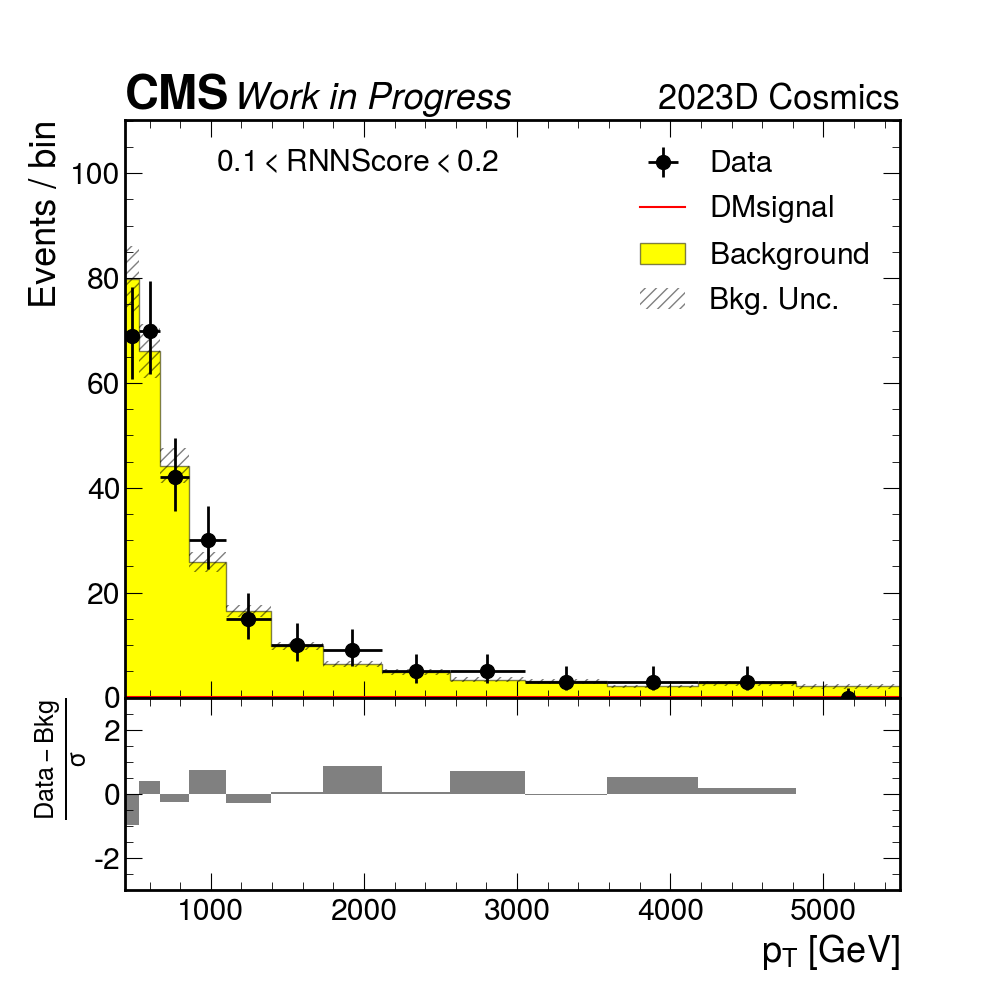 CMS Work in Progress 2023D Cosmics
Events / bin
0.1 < RNNScore < 0.2
Data
DMsignal
Background
Bkg. Unc.
100
80
60
40
20
0
Data − Bkg
σ
2
0
-2
1000 2000 3000 4000 5000
pT [GeV]